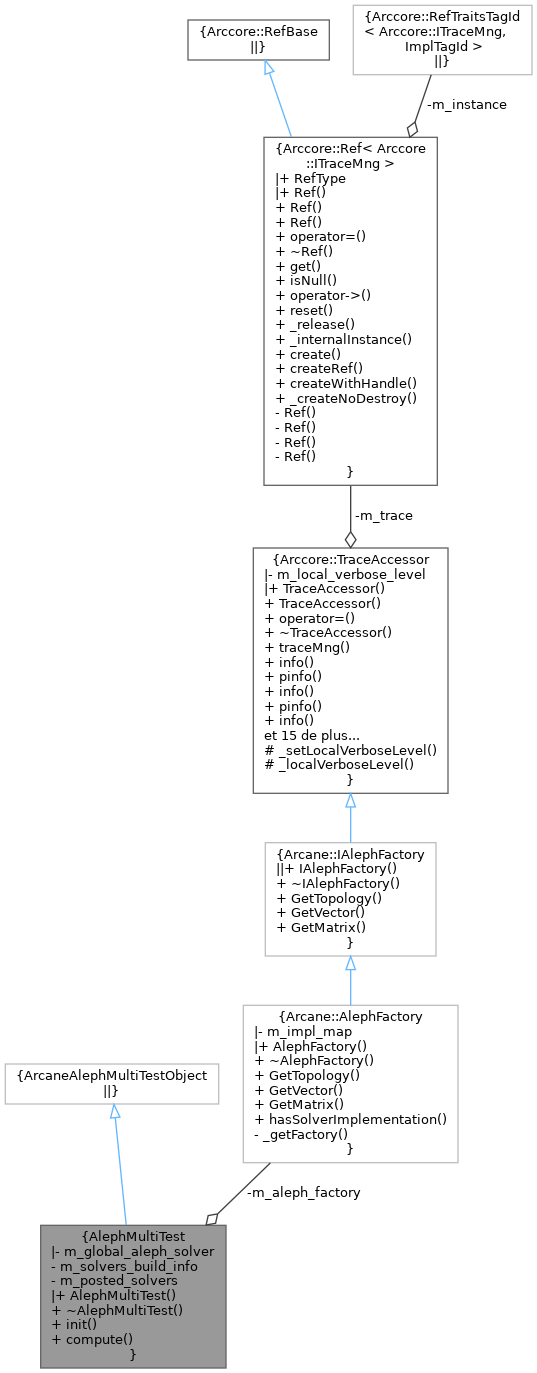 {Arccore::RefBase
||}
{Arccore::RefTraitsTagId
< Arccore::ITraceMng,
ImplTagId >
||}
-m_instance
{Arccore::Ref< Arccore
::ITraceMng >
|+ RefType
|+ Ref()
+ Ref()
+ Ref()
+ operator=()
+ ~Ref()
+ get()
+ isNull()
+ operator->()
+ reset()
+ _release()
+ _internalInstance()
+ create()
+ createRef()
+ createWithHandle()
+ _createNoDestroy()
- Ref()
- Ref()
- Ref()
- Ref()
}
-m_trace
{Arccore::TraceAccessor
|- m_local_verbose_level
|+ TraceAccessor()
+ TraceAccessor()
+ operator=()
+ ~TraceAccessor()
+ traceMng()
+ info()
+ pinfo()
+ info()
+ pinfo()
+ info()
et 15 de plus...
# _setLocalVerboseLevel()
# _localVerboseLevel()
}
{Arcane::IAlephFactory
||+ IAlephFactory()
+ ~IAlephFactory()
+ GetTopology()
+ GetVector()
+ GetMatrix()
}
{Arcane::AlephFactory
|- m_impl_map
|+ AlephFactory()
+ ~AlephFactory()
+ GetTopology()
+ GetVector()
+ GetMatrix()
+ hasSolverImplementation()
- _getFactory()
}
{ArcaneAlephMultiTestObject
||}
-m_aleph_factory
{AlephMultiTest
|- m_global_aleph_solver
- m_solvers_build_info
- m_posted_solvers
|+ AlephMultiTest()
+ ~AlephMultiTest()
+ init()
+ compute()
}